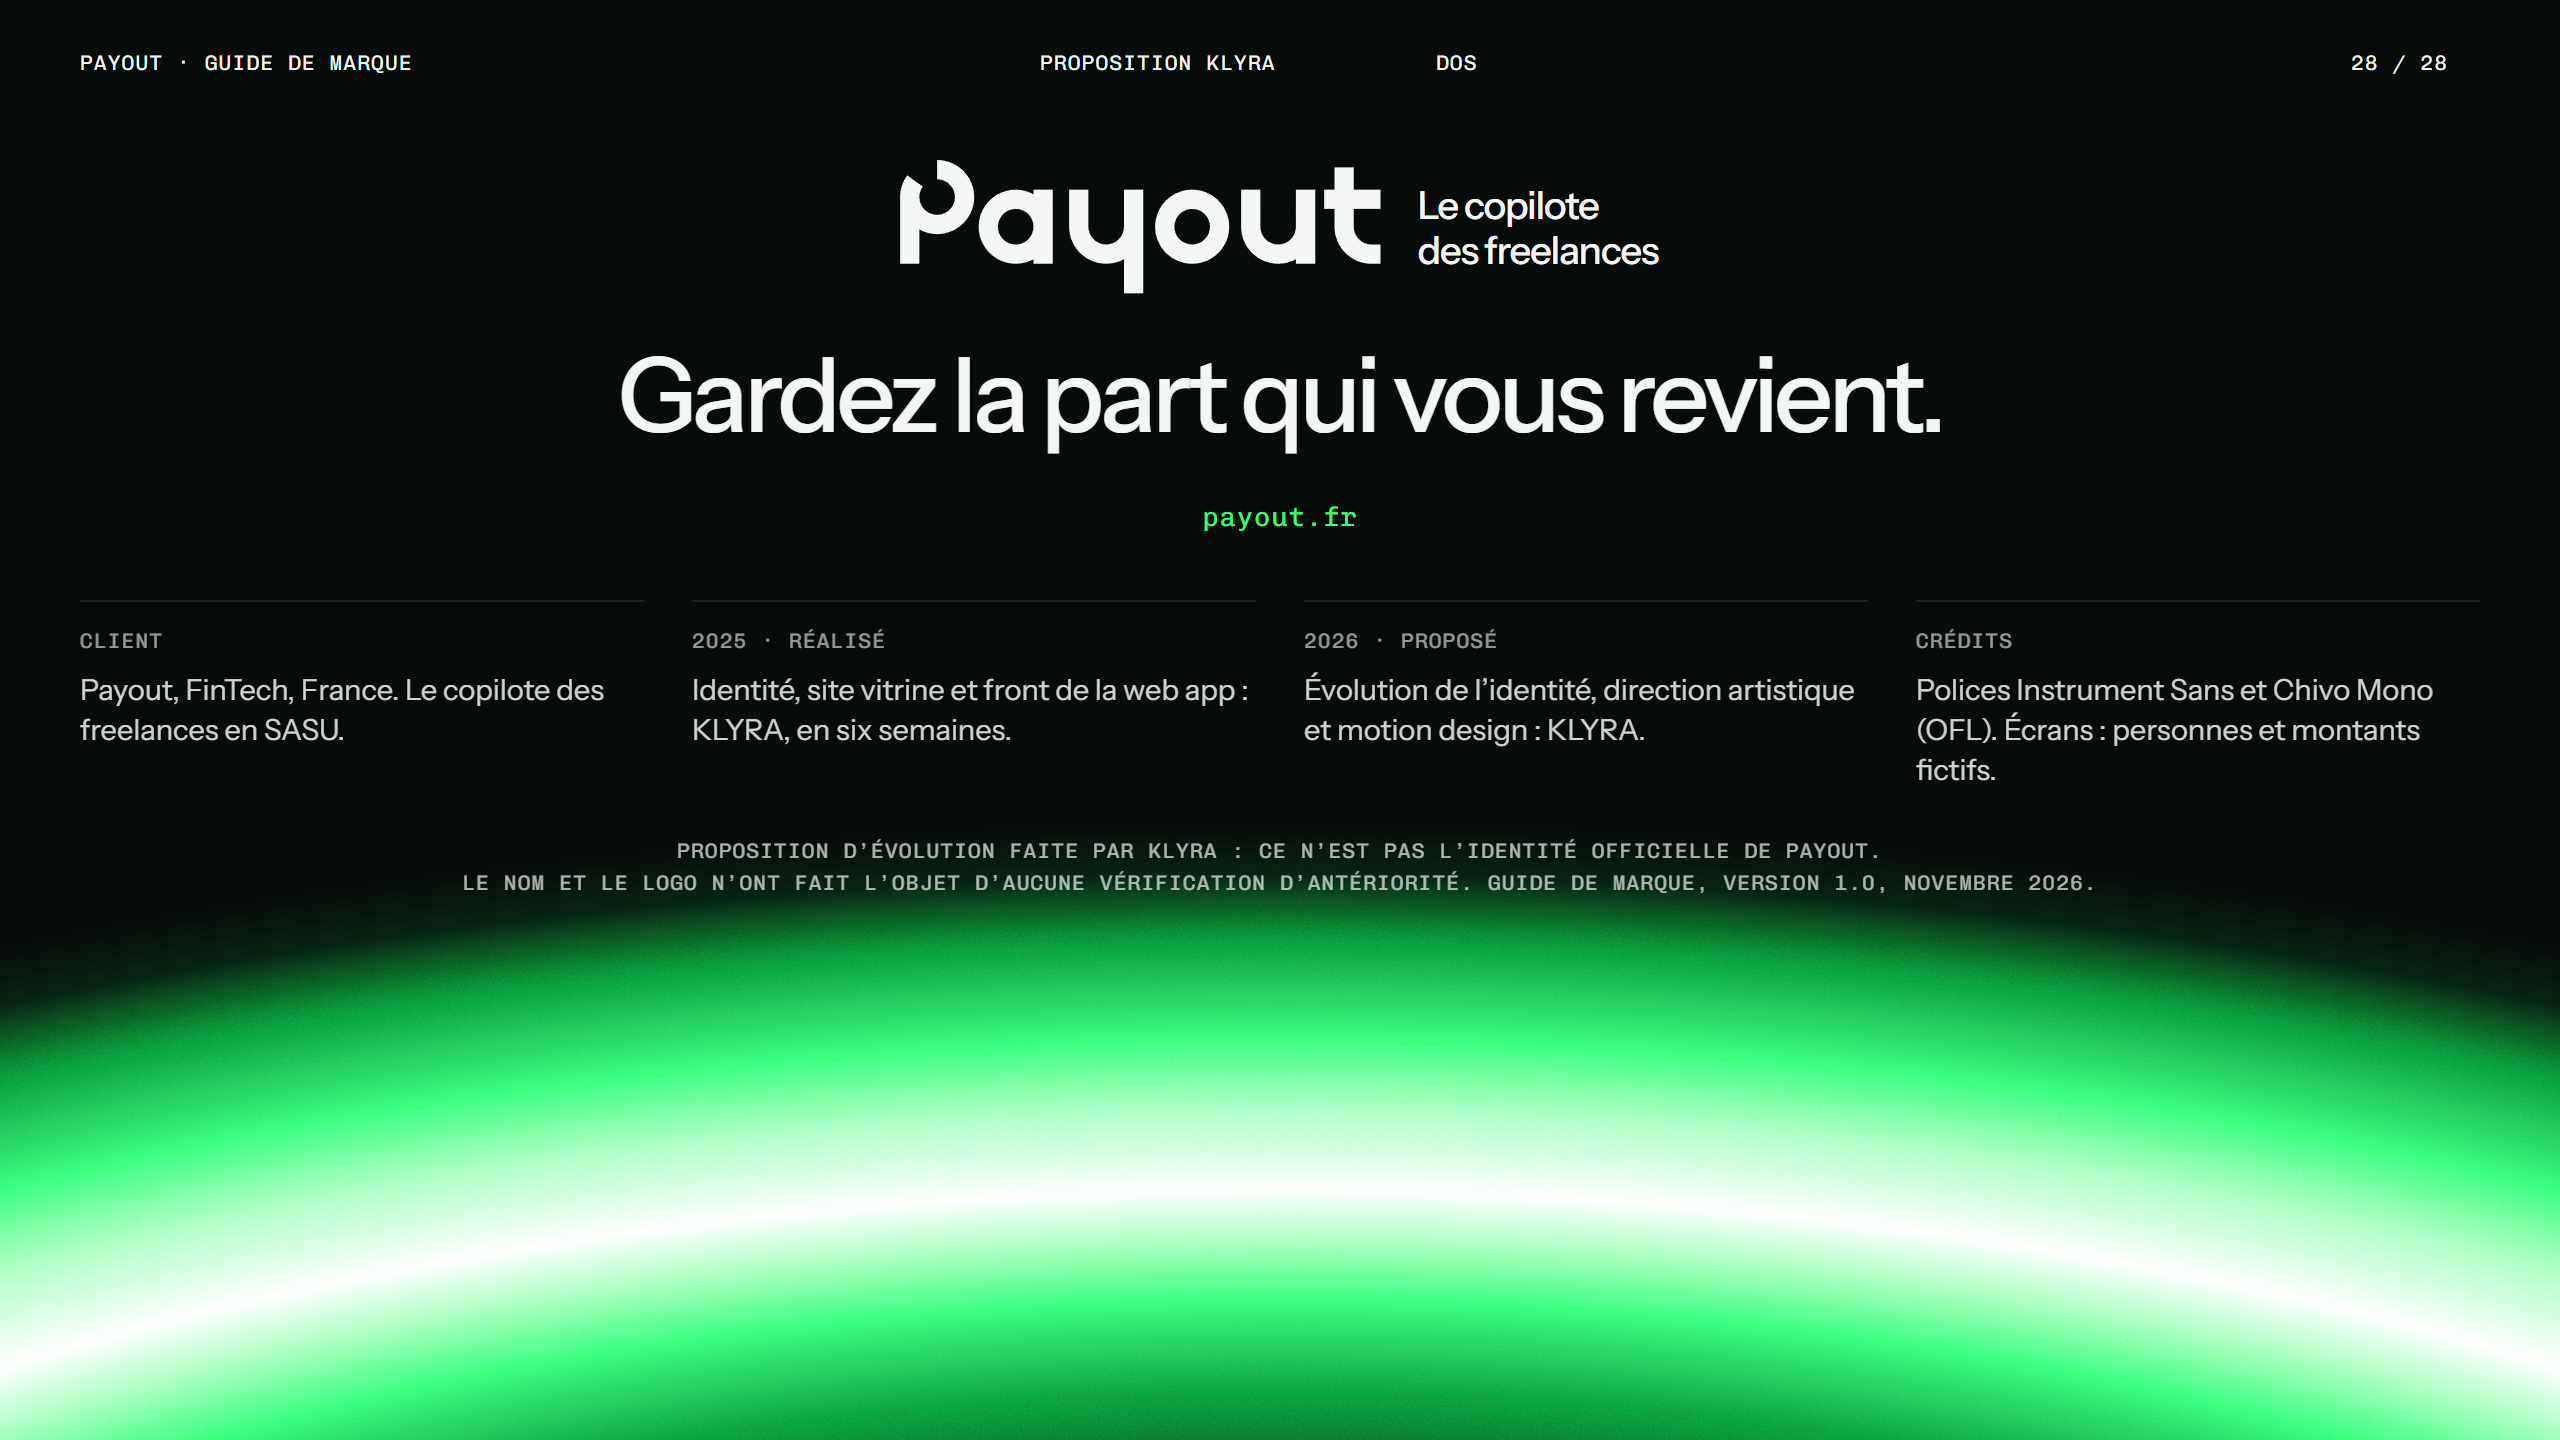 PAYOUT · GUIDE DE MARQUE
PROPOSITION KLYRA
DOS
28 / 28
Payout
Le copilote
des freelances
Gardez la part qui vous revient.
payout.fr
CLIENT
Payout, FinTech, France. Le copilote des
freelances en SASU.
2025 · RÉALISÉ
Identité, site vitrine et front de la web app :
KLYRA, en six semaines.
2026 · PROPOSÉ
Évolution de l’identité, direction artistique
et motion design : KLYRA.
CRÉDITS
Polices Instrument Sans et Chivo Mono
(OFL). Écrans : personnes et montants
fictifs.
PROPOSITION D’ÉVOLUTION FAITE PAR KLYRA : CE N’EST PAS L’IDENTITÉ OFFICIELLE DE PAYOUT.
LE NOM ET LE LOGO N’ONT FAIT L’OBJET D’AUCUNE VÉRIFICATION D’ANTÉRIORITÉ. GUIDE DE MARQUE, VERSION 1.0, NOVEMBRE 2026.